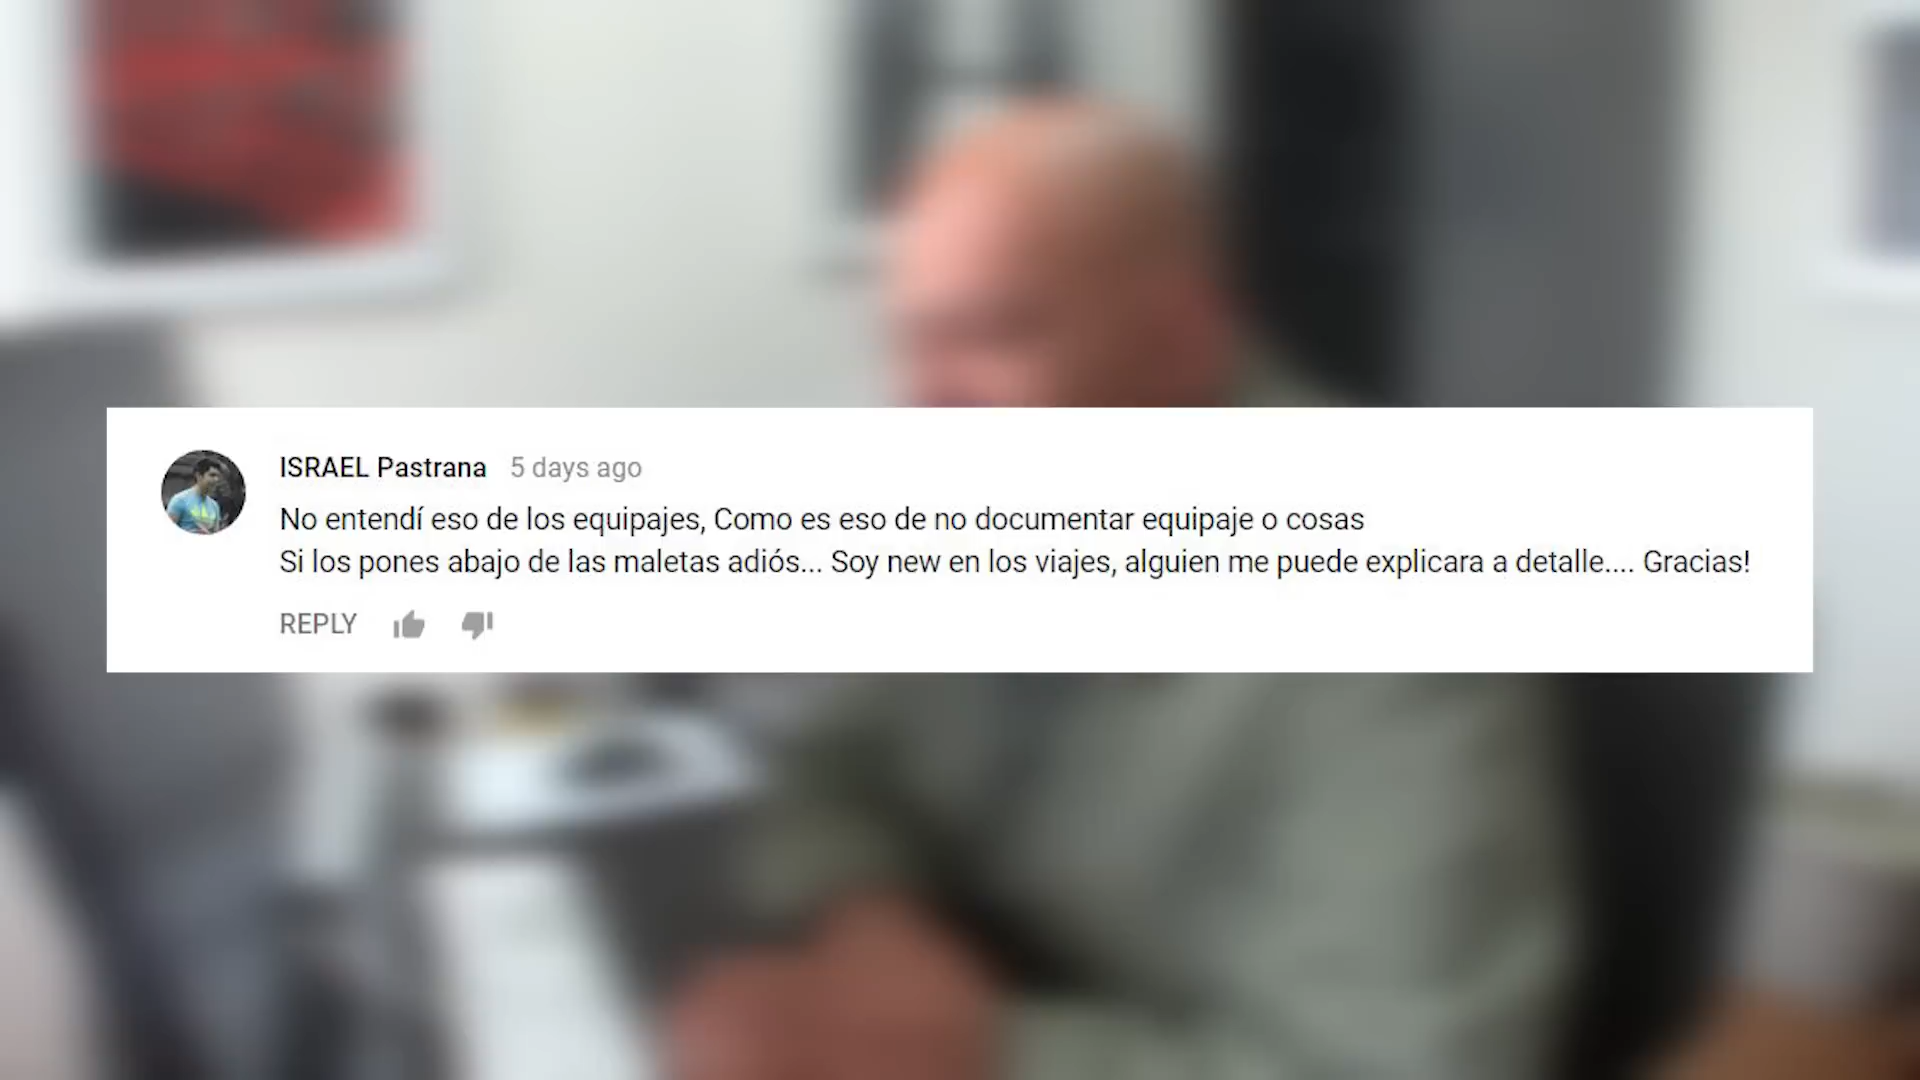 ISRAEL Pastrana 5 days ago
No entendí eso de los equipajes, Como es eso de no documentar equipaje o cosas
Si los pones abajo de las maletas adiós... Soy new en los viajes, alguien me puede explicara a detalle.... Gracias!
REPLY